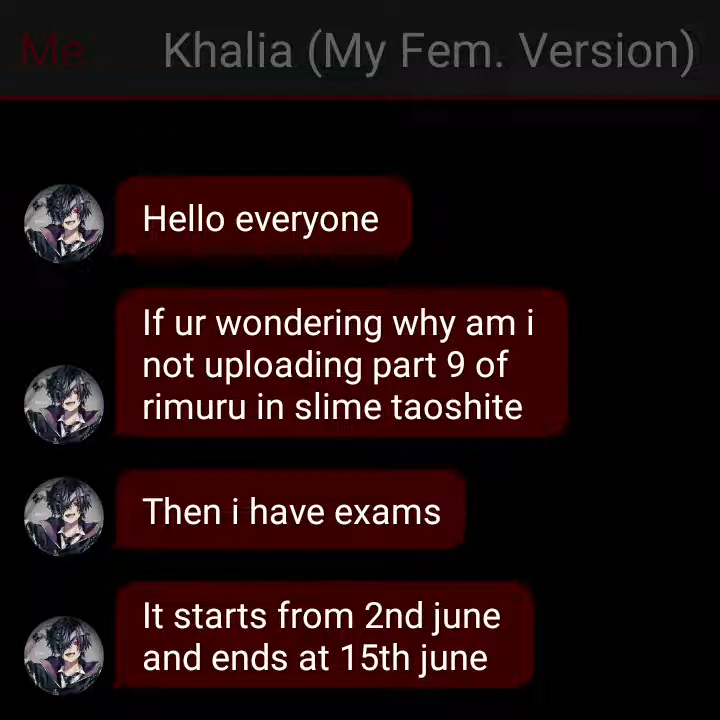 Me Khalia (My Fem. Version)
Hello everyone
If ur wondering why am i
not uploading part 9 of
rimuru in slime taoshite
Then i have exams
It starts from 2nd june
and ends at 15th june